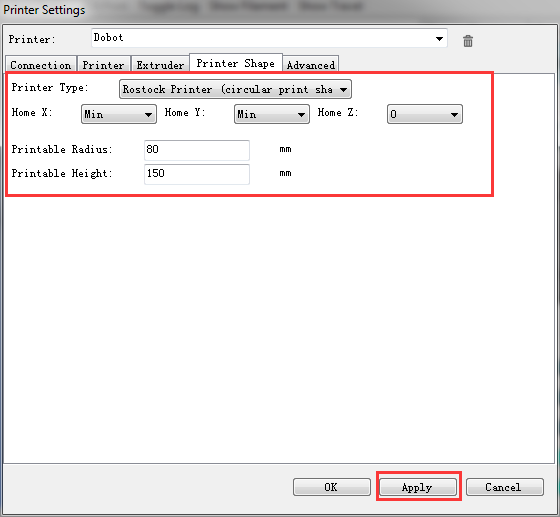 Printer Settings
Printer: Dobot
Connection Printer Extruder Printer Shape Advanced
Printer Type: Rostock Printer (circular print sha
Home X: Min Home Y: Min Home Z: 0
Printable Radius: 80 mm
Printable Height: 150 mm
OK Apply Cancel